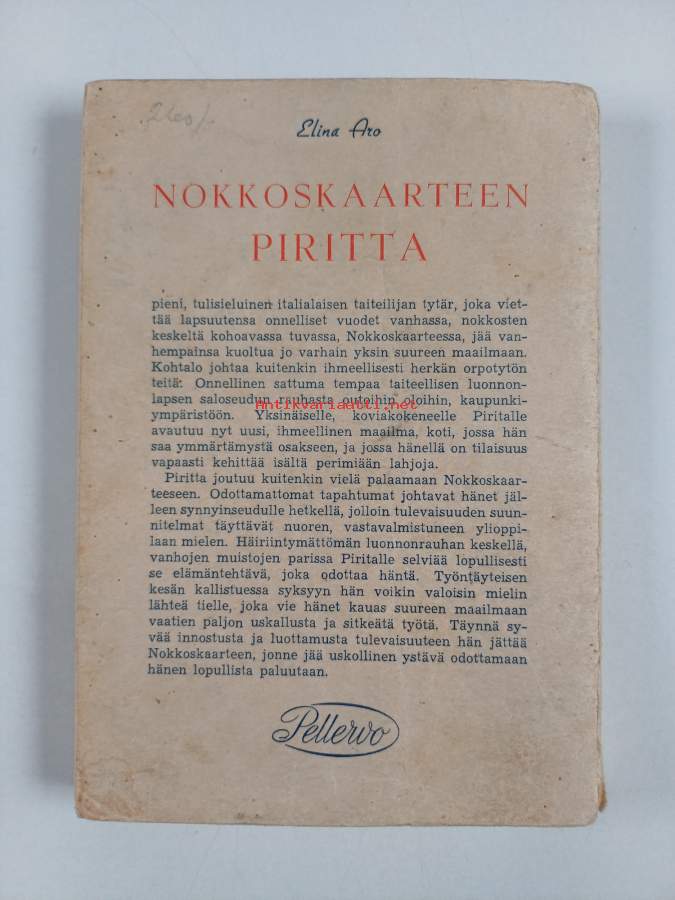 Elina Aro
NOKKOSKAARTEEN
PIRITTA
pieni, tulisieluinen italialaisen taiteilijan tytär, joka viet-
tää lapsuutensa onnelliset vuodet vanhassa, nokkosten
keskeltä kohoavassa tuvassa, Nokkoskaarteessa, jää van-
hempainsa kuoltua jo varhain yksin suureen maailmaan.
Kohtalo johtaa kuitenkin ihmeellisesti herkän orpotytön
teitä. Onnellinen sattuma tempaa taiteellisen luonnon-
lapsen saloseudun rauhasta outoihin oloihin, kaupunki-
Antikvariaatti.net
ympäristöön. Yksinäiselle, koviakokeneelle Piritalle
avautuu nyt uusi, ihmeellinen maailma, koti, jossa hän
saa ymmärtämystä osakseen, ja jossa hänellä on tilaisuus
vapaasti kehittää isältä perimiään lahjoja.
Piritta joutuu kuitenkin vielä palaamaan Nokkoskaar-
teeseen. Odottamattomat tapahtumat johtavat hänet jäl-
leen synnyinseudulle hetkellä, jolloin tulevaisuuden suun-
nitelmat täyttävät nuoren, vastavalmistuneen ylioppi-
laan mielen. Häiriintymättömän luonnonrauhan keskellä,
vanhojen muistojen parissa Piritalle selviää lopullisesti
se elämäntehtävä, joka odottaa häntä. Työntäyteisen
kesän kallistuessa syksyyn hän voikin valoisin mielin
lähteä tielle, joka vie hänet kauas suureen maailmaan
vaatien paljon uskallusta ja sitkeätä työtä. Täynnä sy-
vää innostusta ja luottamusta tulevaisuuteen hän jättää
Nokkoskaarteen, jonne jää uskollinen ystävä odottamaan
hänen lopullista paluutaan.
Pellervo